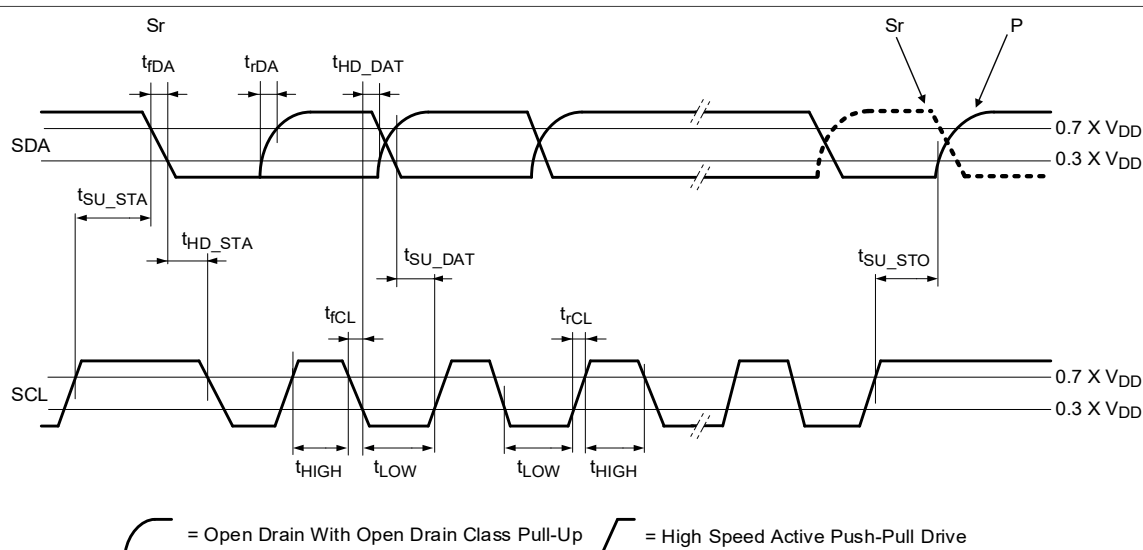 Sr
Sr
P
tfDA
trDA
tHD_DAT
SDA
0.7 X VDD
0.3 X VDD
tSU_STA
tHD_STA
tSU_DAT
tSU_STO
tfCL
trCL
SCL
0.7 X VDD
0.3 X VDD
tHIGH
tLOW
tLOW
tHIGH
= Open Drain With Open Drain Class Pull-Up
= High Speed Active Push-Pull Drive